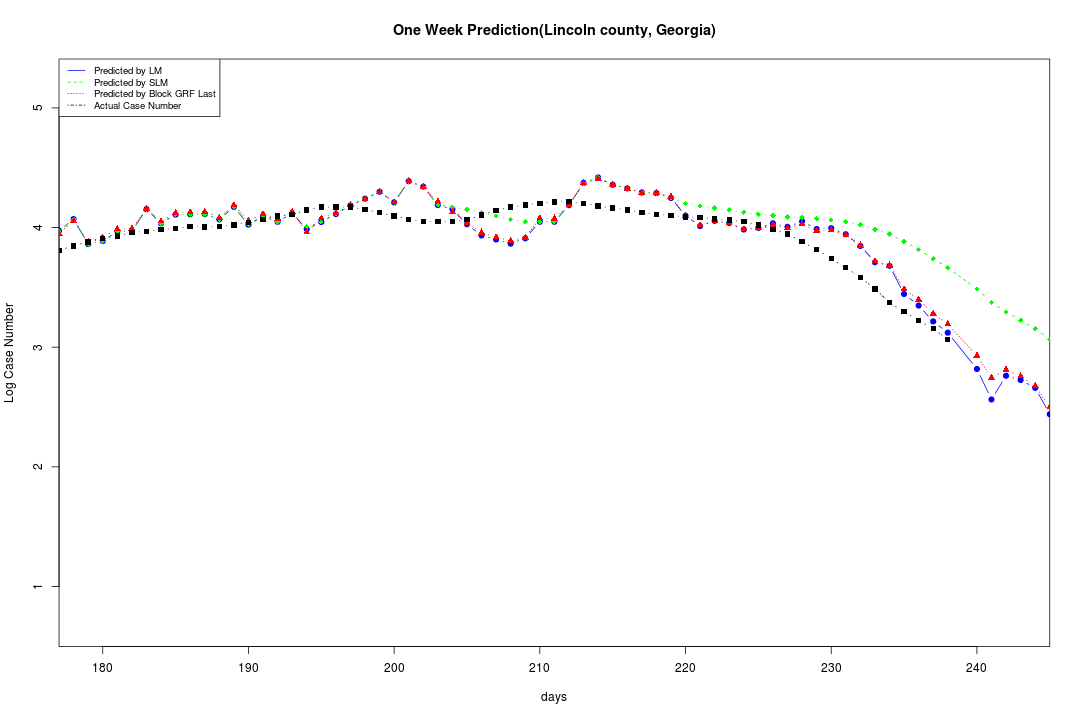 One Week Prediction(Lincoln county, Georgia)
Predicted by LM
Predicted by SLM
Predicted by Block GRF Last
Actual Case Number
5
4
3
2
1
Log Case Number
180 190 200 210 220 230 240
days